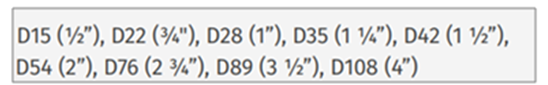 D15 (½”), D22 (¾"), D28 (1”), D35 (1 ¼”), D42 (1 ½”),
D54 (2”), D76 (2 ¾”), D89 (3 ½”), D108 (4”)